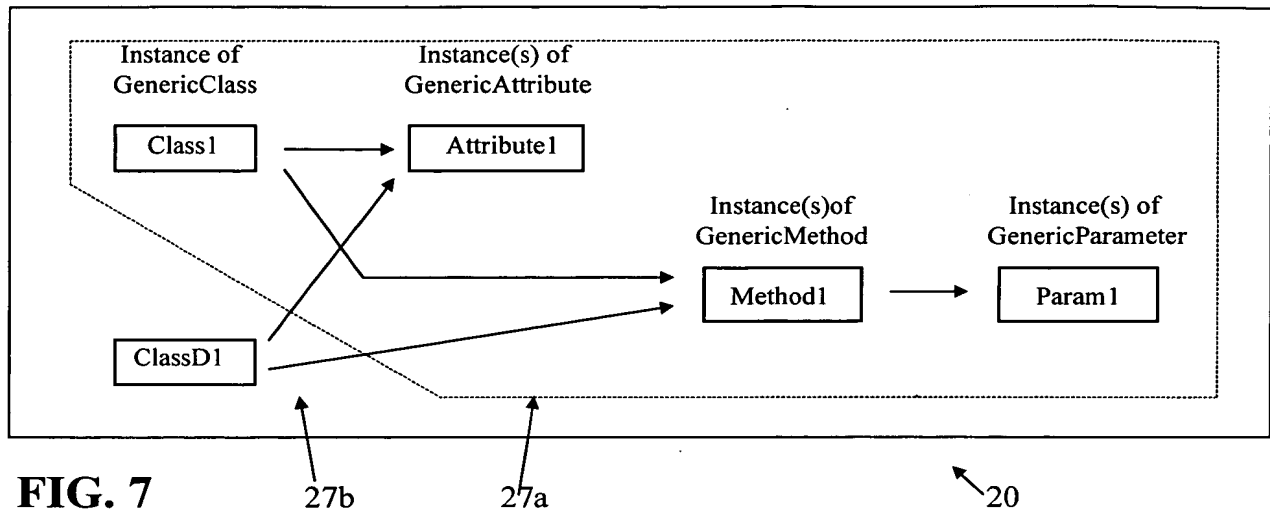 Instance of
GenericClass
Instance(s) of
GenericAttribute
Class1
Attribute1
Instance(s)of
GenericMethod
Instance(s) of
GenericParameter
Method1
Param1
ClassD1
FIG. 7
27b
27a
20